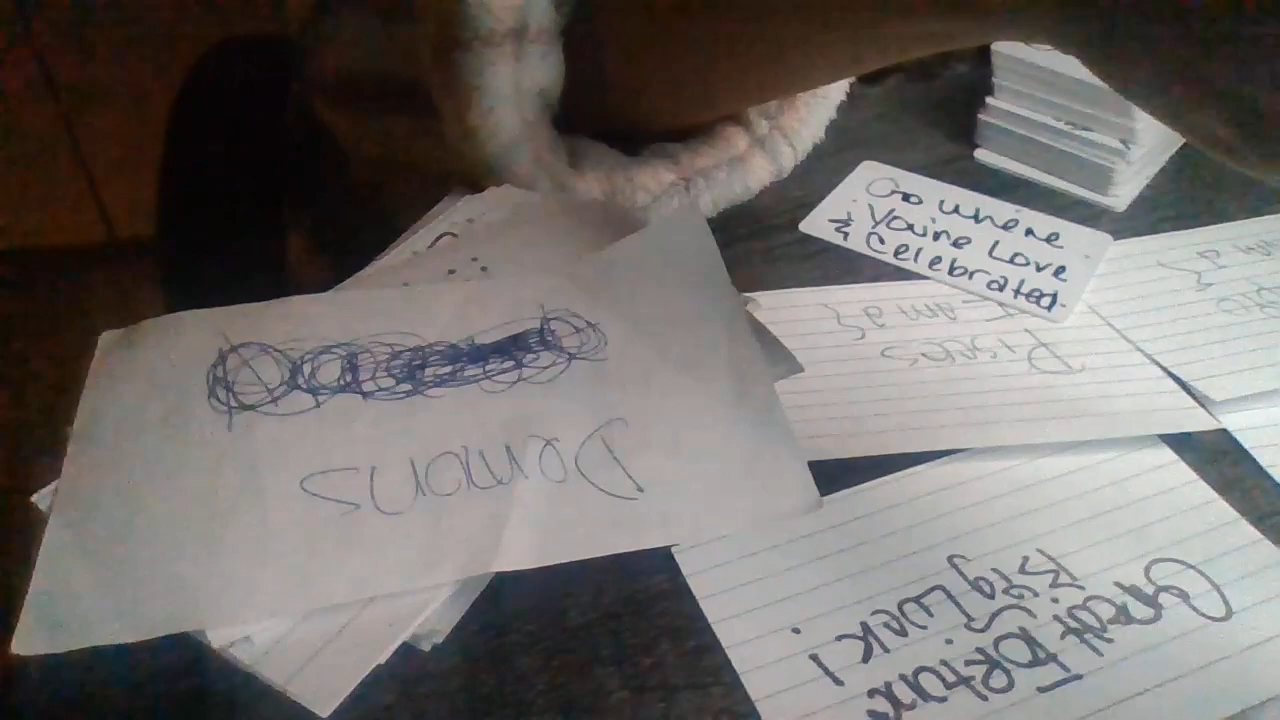 Go where
you're Love
& Celebrated.
Pisces
I am a {
Demons
Great Fortune
Big Luck!